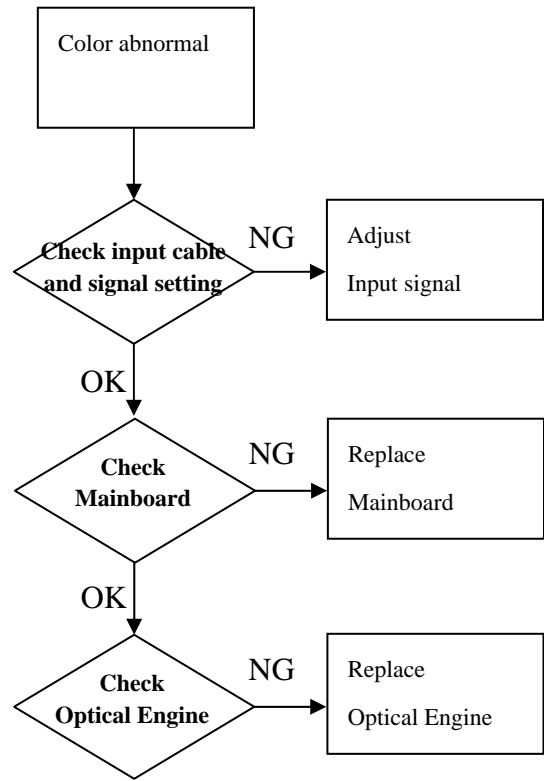 Color abnormal
Check input cable
and signal setting
NG
Adjust
Input signal
OK
Check
Mainboard
NG
Replace
Mainboard
OK
Check
Optical Engine
NG
Replace
Optical Engine